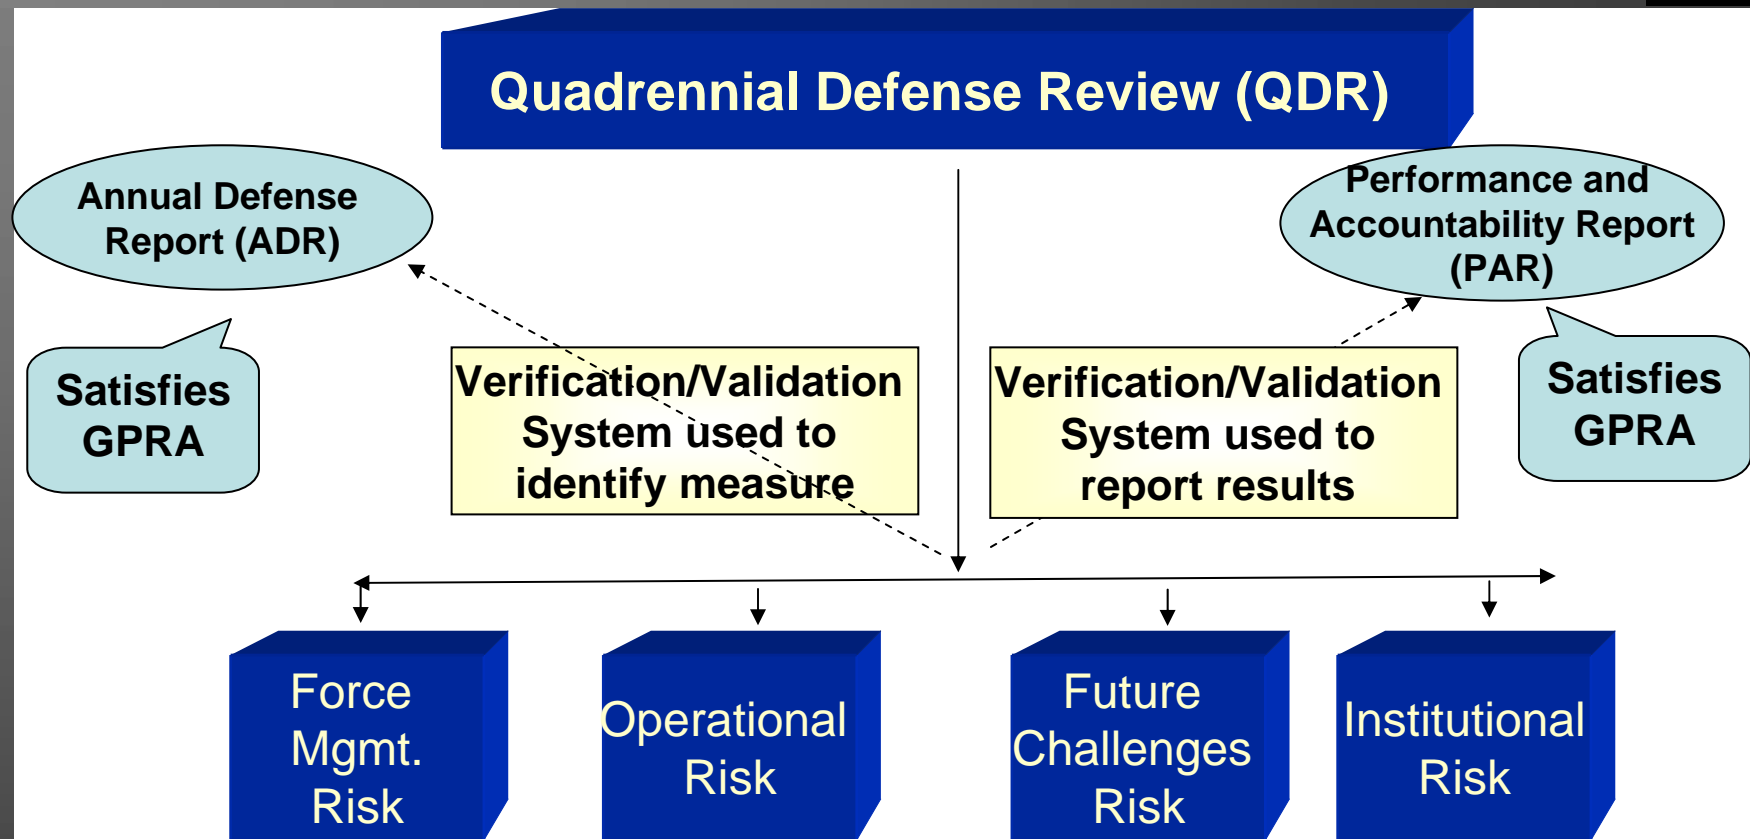 Quadrennial Defense Review (QDR)
Annual Defense
Report (ADR)
Performance and
Accountability Report
(PAR)
Satisfies
GPRA
Verification/Validation
System used to
identify measure
Verification/Validation
System used to
report results
Satisfies
GPRA
Force
Mgmt.
Risk
Operational
Risk
Future
Challenges
Risk
Institutional
Risk